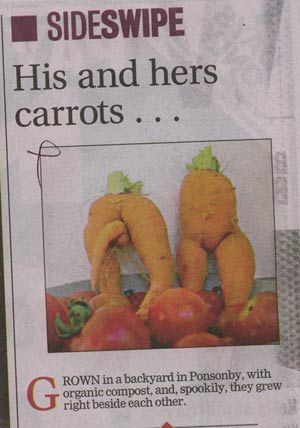 SIDESWIPE
His and hers
carrots . . .
GROWN in a backyard in Ponsonby, with
organic compost, and, spookily, they grew
right beside each other.